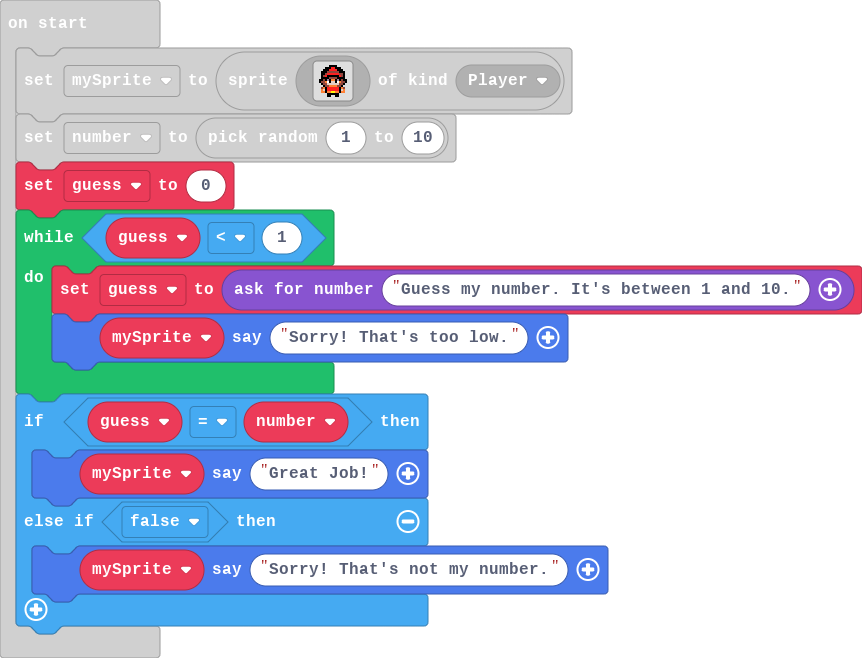 on start
set mySprite to sprite of kind Player
set number to pick random 1 to 10
set guess to 0
while guess < 1
do
set guess to ask for number "Guess my number. It's between 1 and 10."
mySprite say "Sorry! That's too low."
if guess = number then
mySprite say "Great Job!"
else if false then
mySprite say "Sorry! That's not my number."